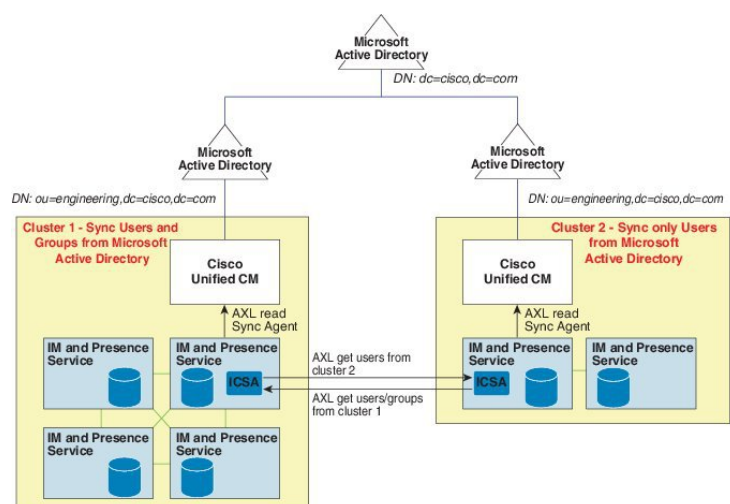 Microsoft
Active Directory
DN: dc=cisco,dc=com
Microsoft
Active Directory
Microsoft
Active Directory
DN: ou=engineering,dc=cisco,dc=com
DN: ou=engineering,dc=cisco,dc=com
Cluster 1 - Sync Users and
Groups from Microsoft
Active Directory
Cisco
Unified CM
AXL read
Sync Agent
IM and Presence
Service
IM and Presence
Service
ICSA
IM and Presence
Service
IM and Presence
Service
AXL get users from
cluster 2
AXL get users/groups
from cluster 1
Cluster 2 - Sync only Users
from Microsoft
Active Directory
Cisco
Unified CM
AXL read
Sync Agent
IM and Presence
Service
ICSA
IM and Presence
Service